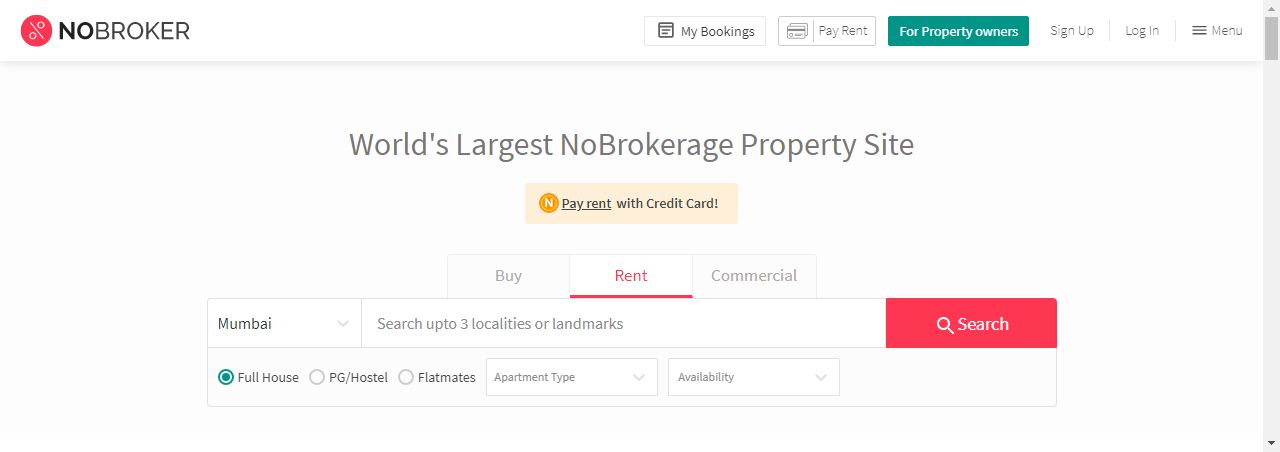 NOBROKER
My Bookings
Pay Rent
For Property owners
Sign Up
Log In
Menu
World's Largest NoBrokerage Property Site
N Pay rent with Credit Card!
Buy
Rent
Commercial
Mumbai
Search upto 3 localities or landmarks
Search
Full House
PG/Hostel
Flatmates
Apartment Type
Availability